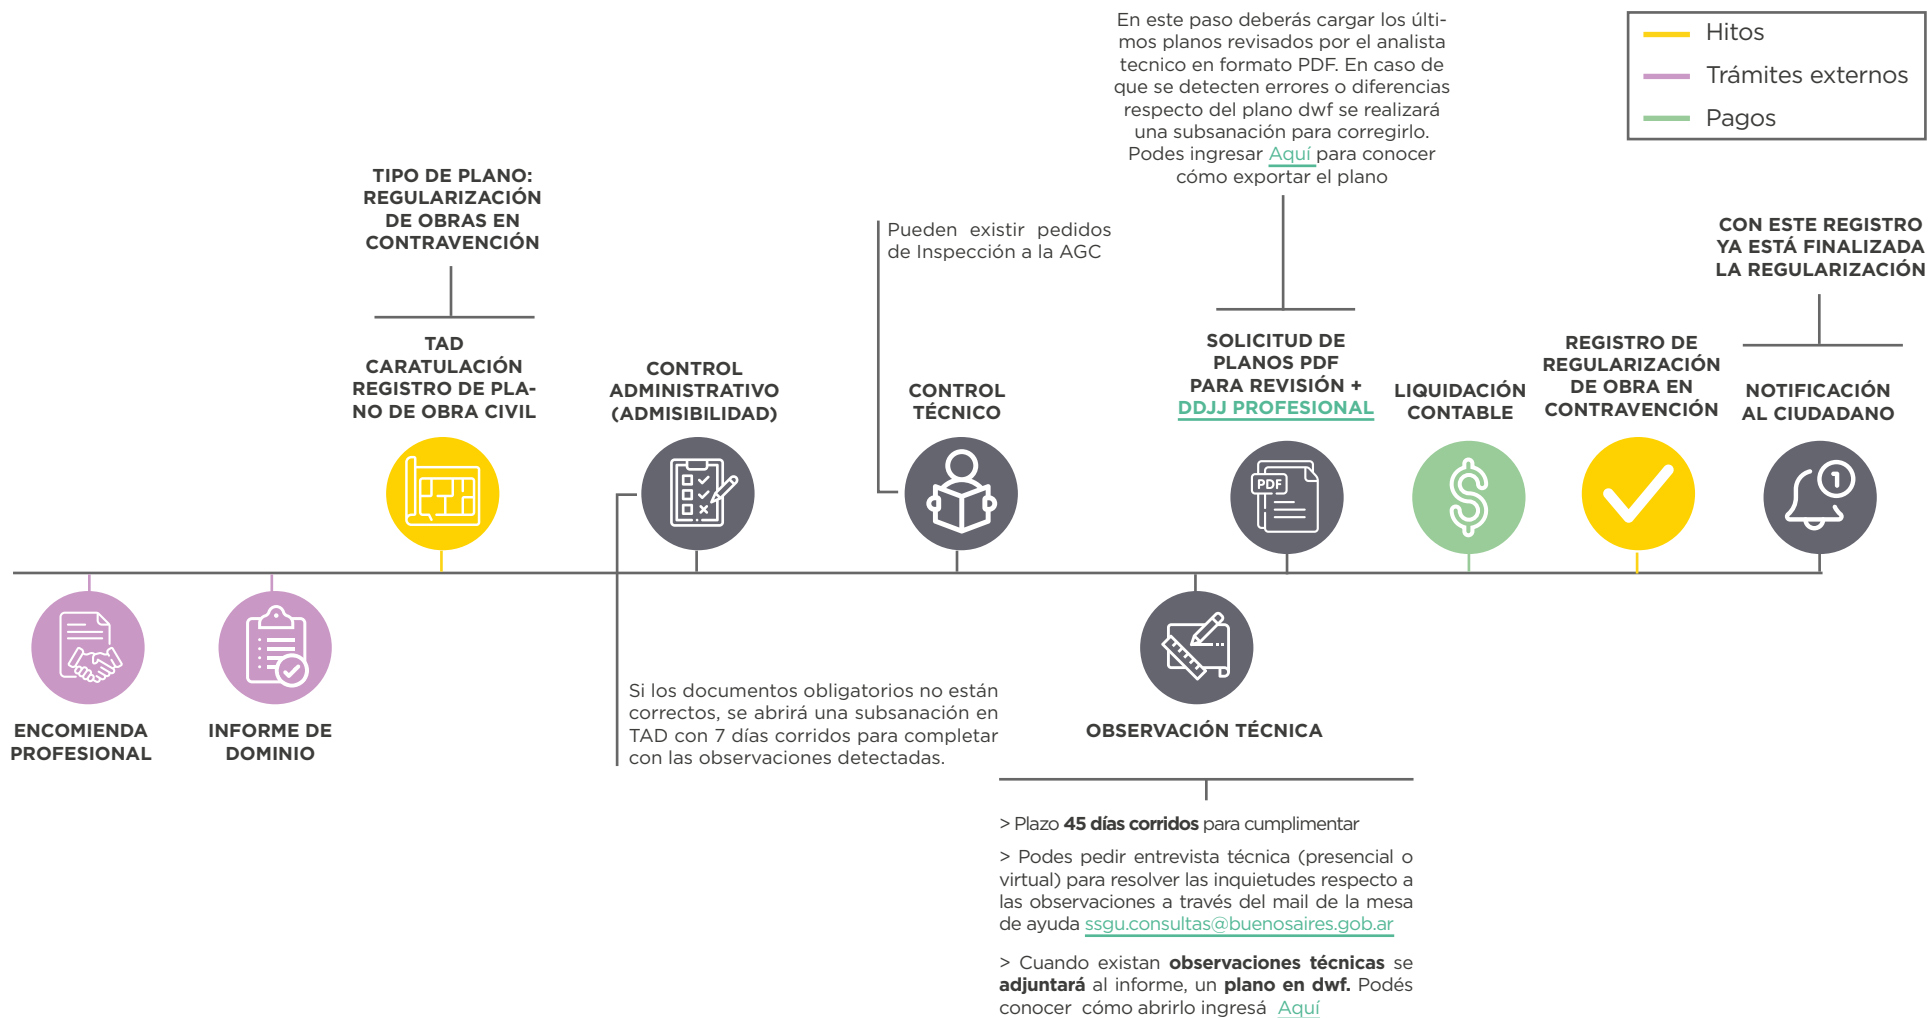 En este paso deberás cargar los últi-
mos planos revisados por el analista
tecnico en formato PDF. En caso de
que se detecten errores o diferencias
respecto del plano dwf se realizará
una subsanación para corregirlo.
Podes ingresar Aquí para conocer
cómo exportar el plano
Hitos
Trámites externos
Pagos
TIPO DE PLANO:
REGULARIZACIÓN
DE OBRAS EN
CONTRAVENCIÓN
Pueden existir pedidos
de Inspección a la AGC
CON ESTE REGISTRO
YA ESTÁ FINALIZADA
LA REGULARIZACIÓN
TAD
CARATULACIÓN
REGISTRO DE PLA-
NO DE OBRA CIVIL
CONTROL
ADMINISTRATIVO
(ADMISIBILIDAD)
CONTROL
TÉCNICO
SOLICITUD DE
PLANOS PDF
PARA REVISIÓN +
DDJJ PROFESIONAL
LIQUIDACIÓN
CONTABLE
REGISTRO DE
REGULARIZACIÓN
DE OBRA EN
CONTRAVENCIÓN
NOTIFICACIÓN
AL CIUDADANO
PDF
$
1
ENCOMIENDA
PROFESIONAL
INFORME DE
DOMINIO
Si los documentos obligatorios no están
correctos, se abrirá una subsanación en
TAD con 7 días corridos para completar
con las observaciones detectadas.
OBSERVACIÓN TÉCNICA
> Plazo 45 días corridos para cumplimentar
> Podes pedir entrevista técnica (presencial o
virtual) para resolver las inquietudes respecto a
las observaciones a través del mail de la mesa
de ayuda ssgu.consultas@buenosaires.gob.ar
> Cuando existan observaciones técnicas se
adjuntará al informe, un plano en dwf. Podés
conocer cómo abrirlo ingresá Aquí